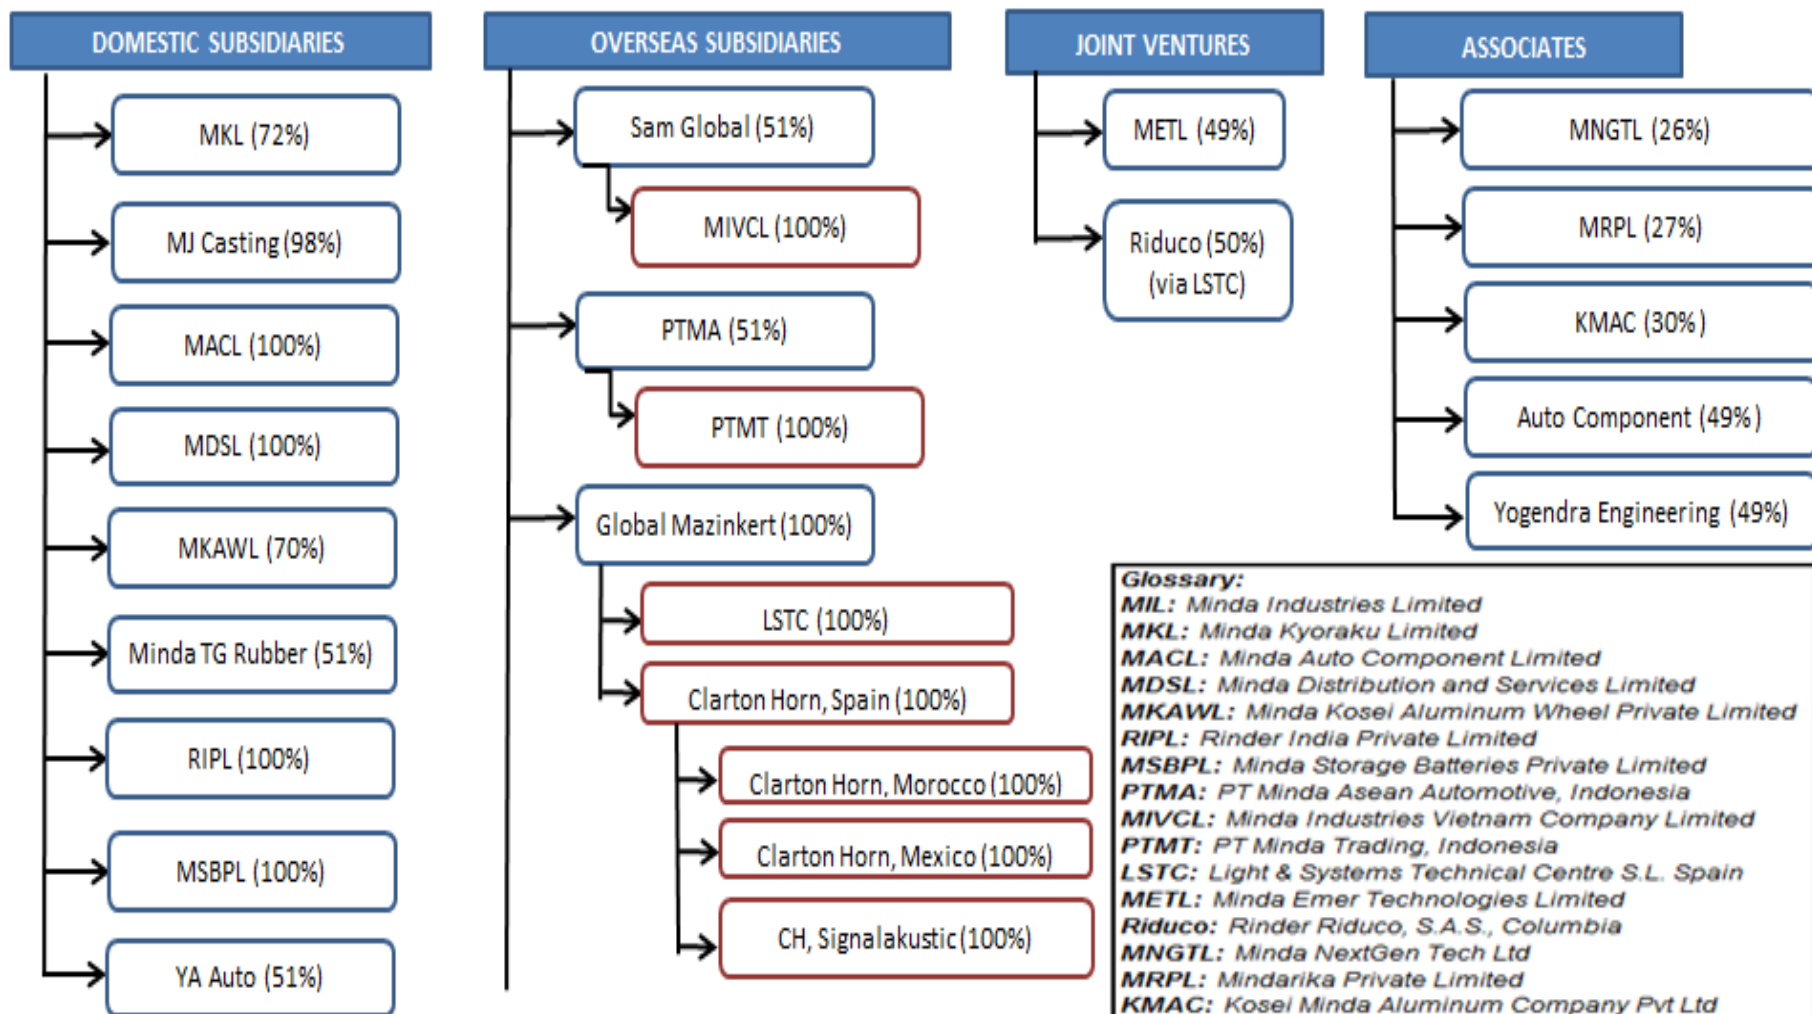 DOMESTIC SUBSIDIARIES
MKL (72%)
MJ Casting (98%)
MACL (100%)
MDSL (100%)
MKAWL (70%)
Minda TG Rubber (51%)
RIPL (100%)
MSBPL (100%)
YA Auto (51%)
OVERSEAS SUBSIDIARIES
Sam Global (51%)
MIVCL (100%)
PTMA (51%)
PTMT (100%)
Global Mazinkert (100%)
LSTC (100%)
Clarton Horn, Spain (100%)
Clarton Horn, Morocco (100%)
Clarton Horn, Mexico (100%)
CH, Signalakustic (100%)
JOINT VENTURES
METL (49%)
Riduco (50%)
(via LSTC)
ASSOCIATES
MNGTL (26%)
MRPL (27%)
KMAC (30%)
Auto Component (49%)
Yogendra Engineering (49%)
Glossary:
MIL: Minda Industries Limited
MKL: Minda Kyoraku Limited
MACL: Minda Auto Component Limited
MDSL: Minda Distribution and Services Limited
MKAWL: Minda Kosei Aluminum Wheel Private Limited
RIPL: Rinder India Private Limited
MSBPL: Minda Storage Batteries Private Limited
PTMA: PT Minda Asean Automotive, Indonesia
MIVCL: Minda Industries Vietnam Company Limited
PTMT: PT Minda Trading, Indonesia
LSTC: Light & Systems Technical Centre S.L. Spain
METL: Minda Emer Technologies Limited
Riduco: Rinder Riduco, S.A.S., Columbia
MNGTL: Minda NextGen Tech Ltd
MRPL: Mindarika Private Limited
KMAC: Kosei Minda Aluminum Company Pvt Ltd